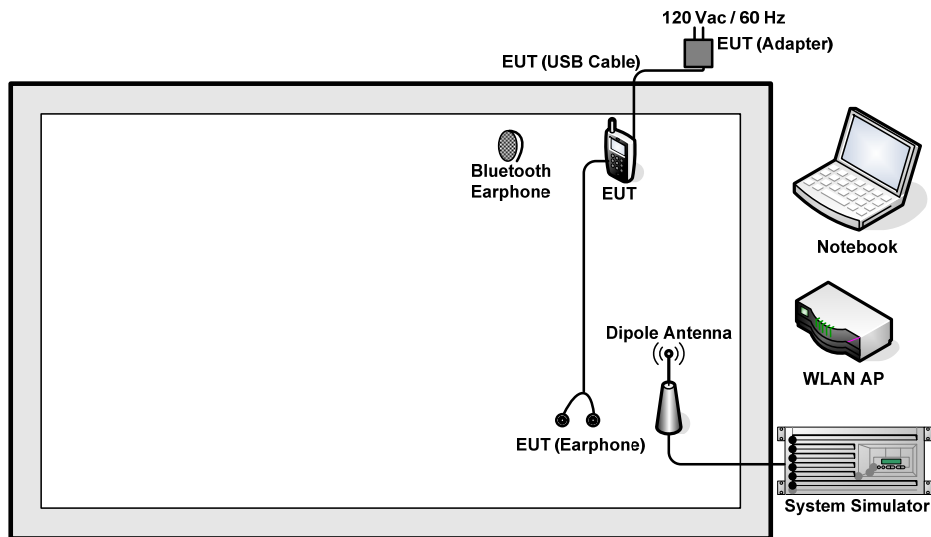 120 Vac / 60 Hz
EUT (Adapter)
EUT (USB Cable)
Bluetooth
Earphone
EUT
Notebook
Dipole Antenna
WLAN AP
EUT (Earphone)
System Simulator